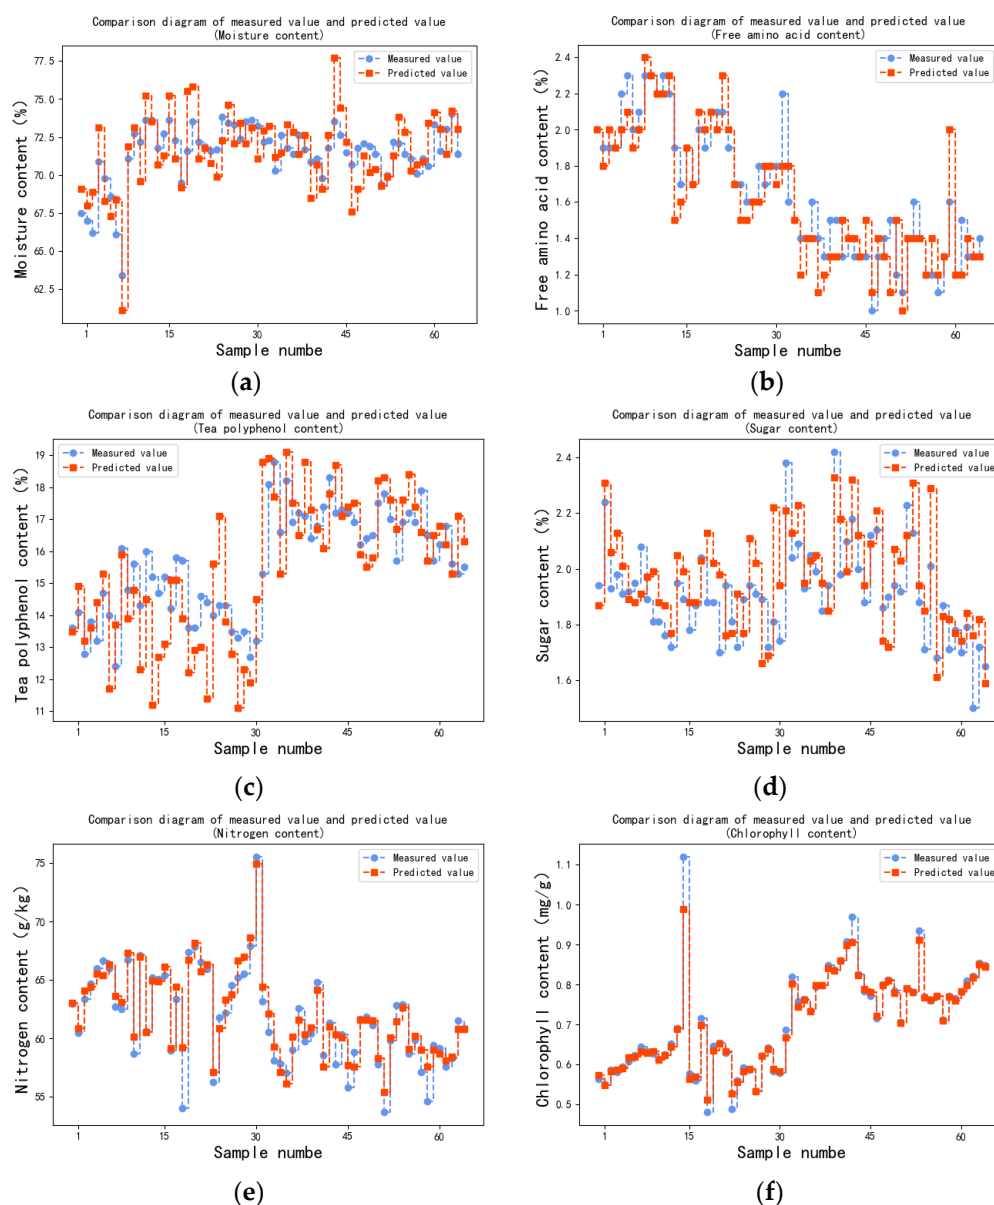 Comparison diagram of measured value and predicted value
(Moisture content)
Measured value
Predicted value
Moisture content (%)
77.5
75.0
72.5
70.0
67.5
65.0
62.5
1 15 30 45 60
Sample numbe
(a)
Comparison diagram of measured value and predicted value
(Free amino acid content)
Measured value
Predicted value
Free amino acid content (%)
2.4
2.2
2.0
1.8
1.6
1.4
1.2
1.0
1 15 30 45 60
Sample numbe
(b)
Comparison diagram of measured value and predicted value
(Tea polyphenol content)
Measured value
Predicted value
Tea polyphenol content (%)
19
18
17
16
15
14
13
12
11
1 15 30 45 60
Sample numbe
(c)
Comparison diagram of measured value and predicted value
(Sugar content)
Measured value
Predicted value
Sugar content (%)
2.4
2.2
2.0
1.8
1.6
1 15 30 45 60
Sample numbe
(d)
Comparison diagram of measured value and predicted value
(Nitrogen content)
Measured value
Predicted value
Nitrogen content (g/kg)
75
70
65
60
55
1 15 30 45 60
Sample numbe
(e)
Comparison diagram of measured value and predicted value
(Chlorophyll content)
Measured value
Predicted value
Chlorophyll content (mg/g)
1.1
1.0
0.9
0.8
0.7
0.6
0.5
1 15 30 45 60
Sample numbe
(f)